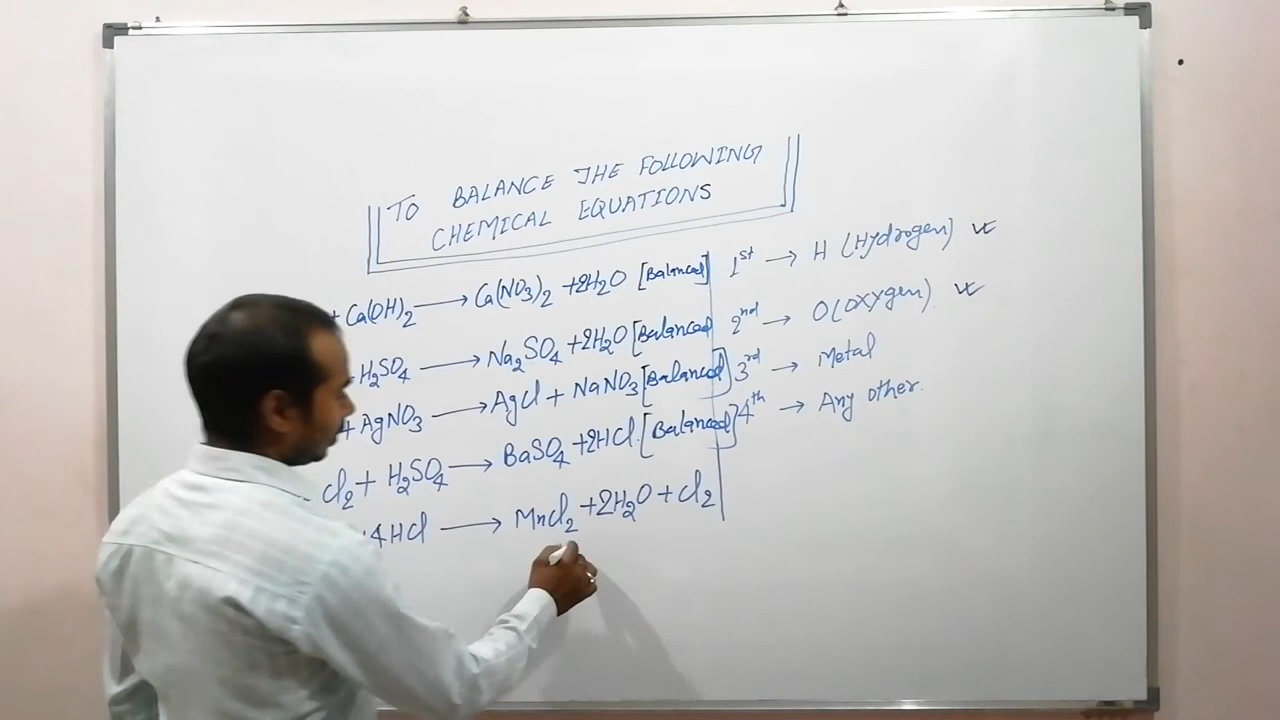 TO BALANCE THE FOLLOWING
CHEMICAL EQUATIONS
+ Ca(OH)2 → Ca(NO3)2 + 2H2O [Balanced]
+ H2SO4 → Na2SO4 + 2H2O [Balanced
+ AgNO3 → AgCl + NaNO3 [Balanced]
Cl2 + H2SO4 → BaSO4 + 2HCl. [Balanced]
4HCl → MnCl2 + 2H2O + Cl2
1st → H (Hydrogen)
2nd → O (Oxygen).
3rd → Metal
4th → Any other.